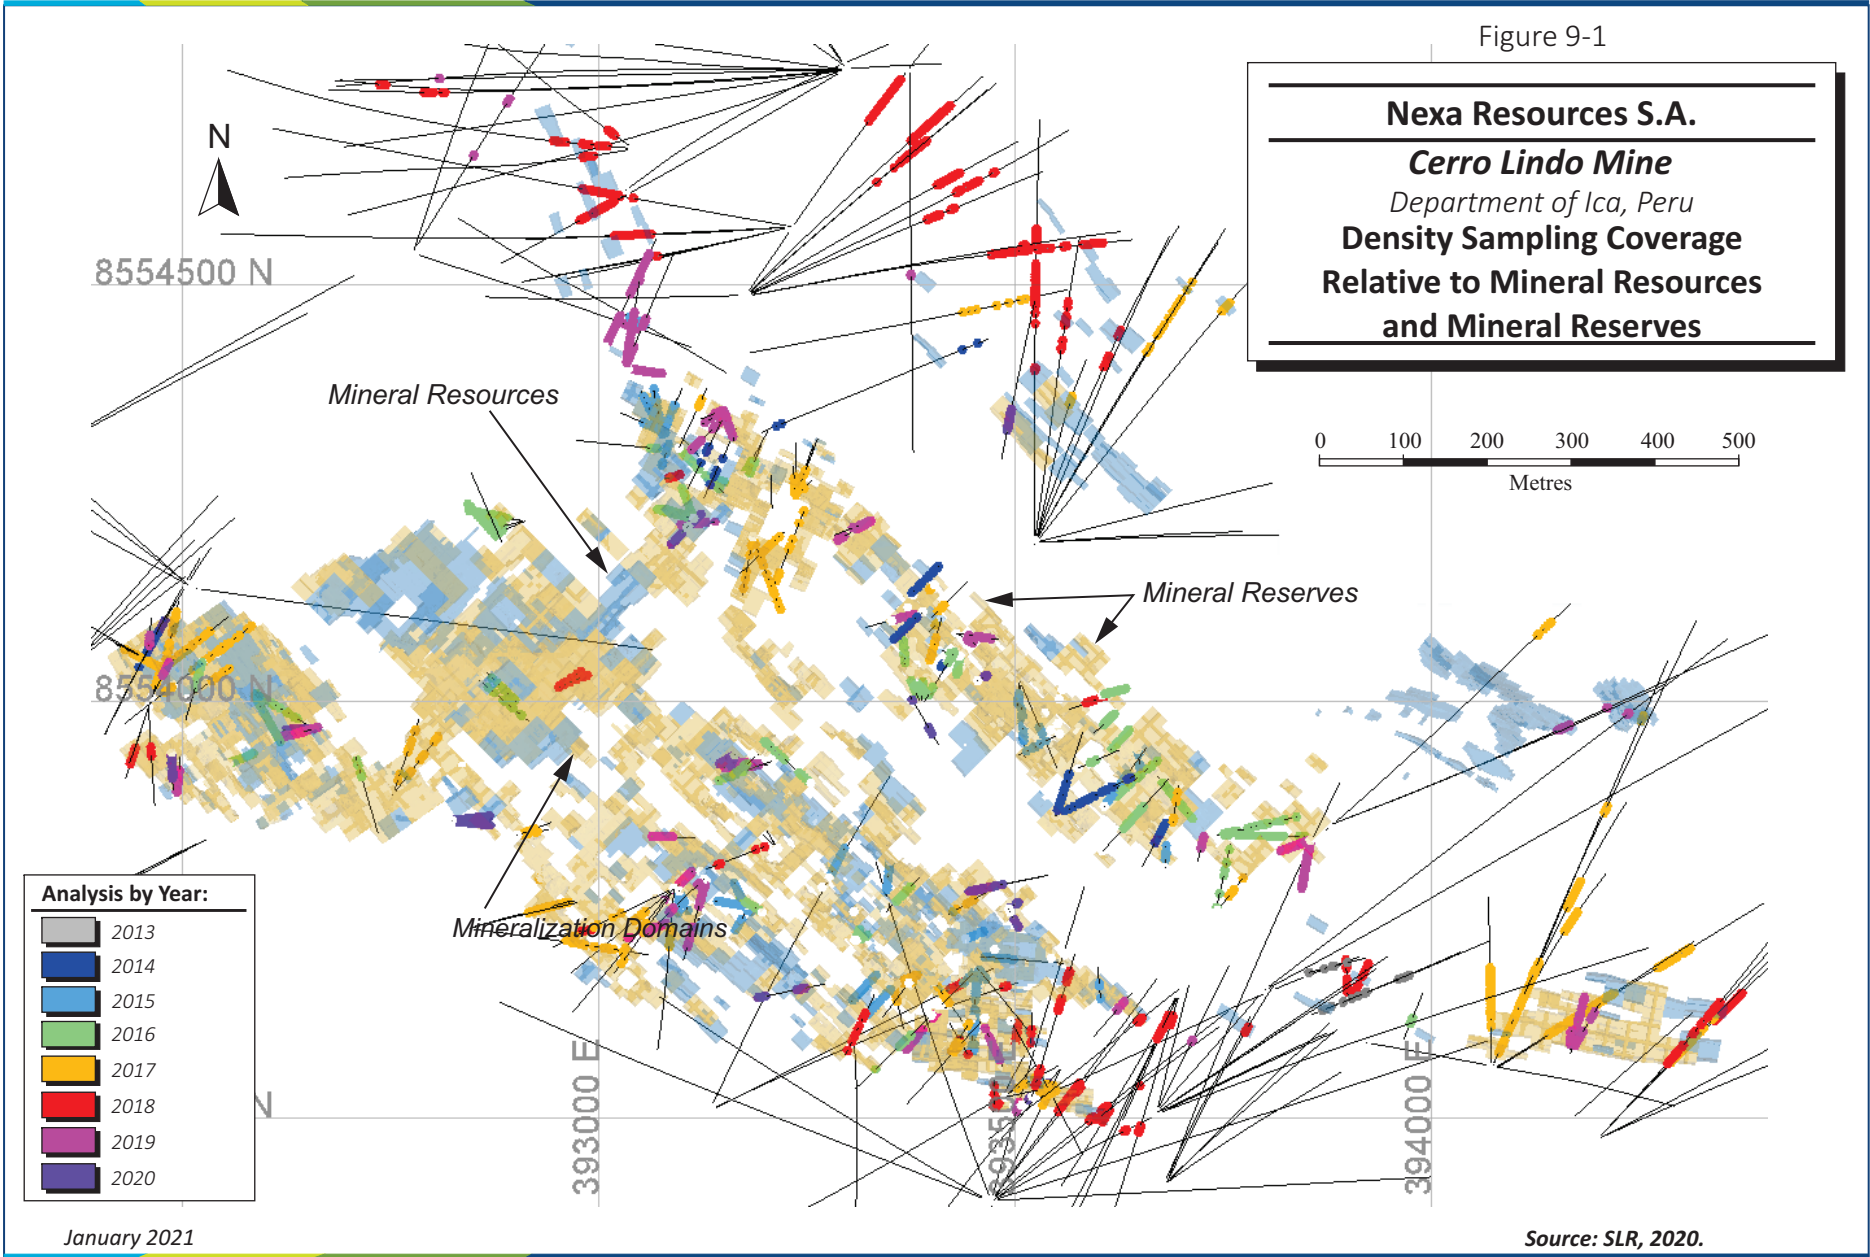 Figure 9-1
Nexa Resources S.A.
Cerro Lindo Mine
Department of Ica, Peru
Density Sampling Coverage
Relative to Mineral Resources
and Mineral Reserves
N
8554500 N
0 100 200 300 400 500
Metres
Mineral Resources
Mineral Reserves
8554000 N
Mineralization Domains
N
393000 E
3935 E
394000 E
Analysis by Year:
2013
2014
2015
2016
2017
2018
2019
2020
January 2021
Source: SLR, 2020.